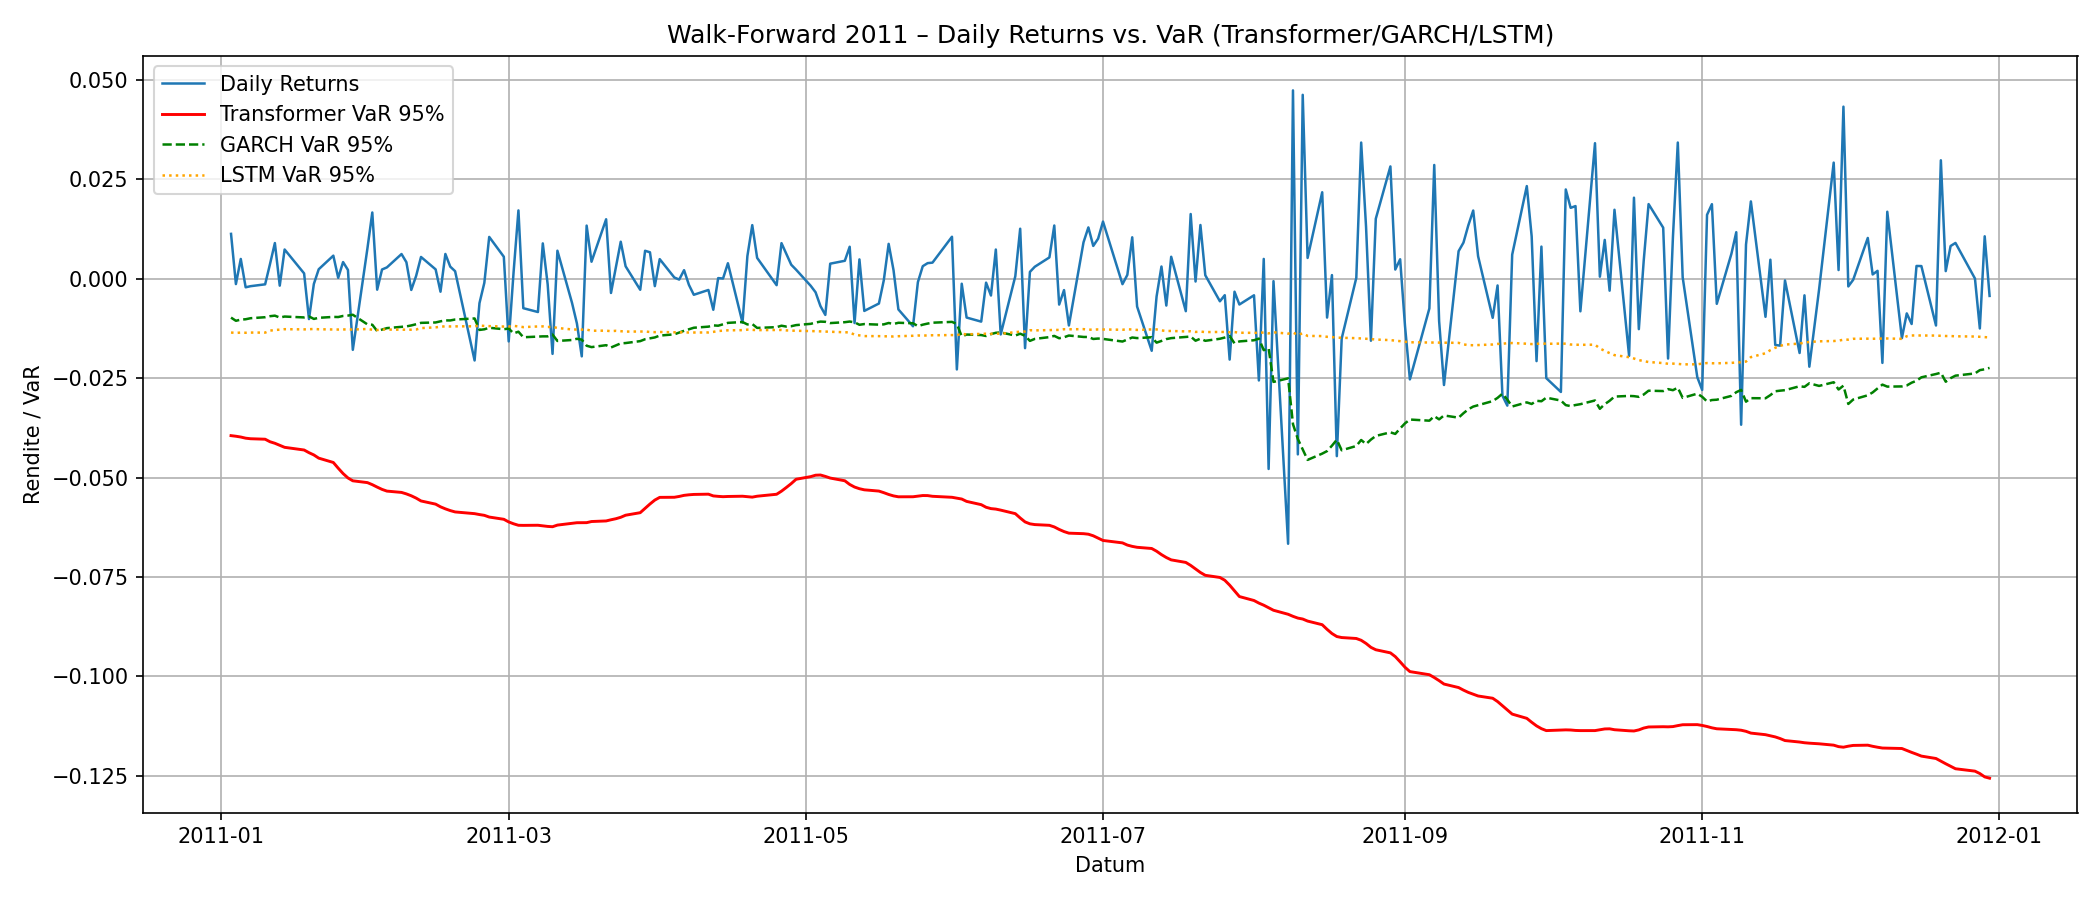 Walk-Forward 2011 – Daily Returns vs. VaR (Transformer/GARCH/LSTM)
Daily Returns
Transformer VaR 95%
GARCH VaR 95%
LSTM VaR 95%
Rendite / VaR
0.050
0.025
0.000
−0.025
−0.050
−0.075
−0.100
−0.125
2011-01 2011-03 2011-05 2011-07 2011-09 2011-11 2012-01
Datum